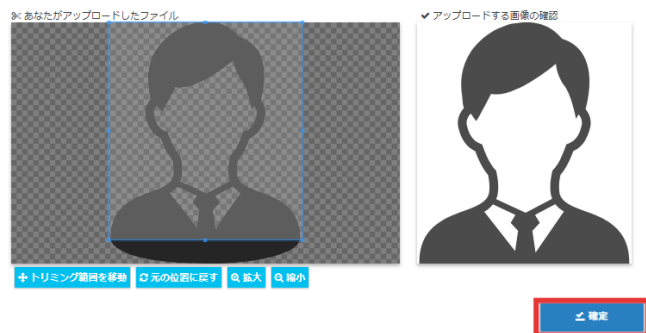 あなたがアップロードしたファイル
アップロードする画像の確認
トリミング範囲を移動
元の位置に戻す
拡大
縮小
確定